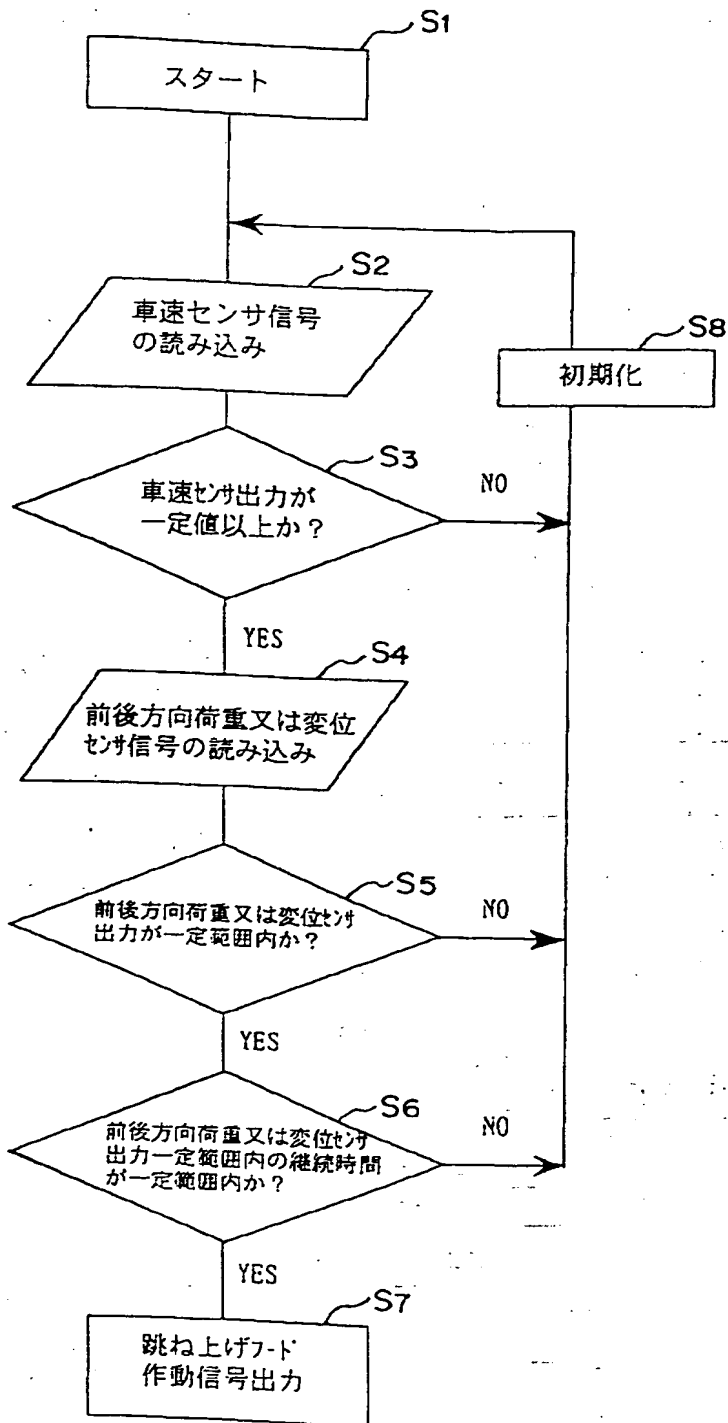 S1
スタート
S2
車速センサ信号
の読み込み
S8
初期化
S3
車速センサ出力が
一定値以上か？
NO
YES
S4
前後方向荷重又は変位
センサ信号の読み込み
S5
前後方向荷重又は変位センサ
出力が一定範囲内か？
NO
YES
S6
前後方向荷重又は変位センサ
出力一定範囲内の継続時間
が一定範囲内か？
NO
YES
S7
跳ね上げフード
作動信号出力